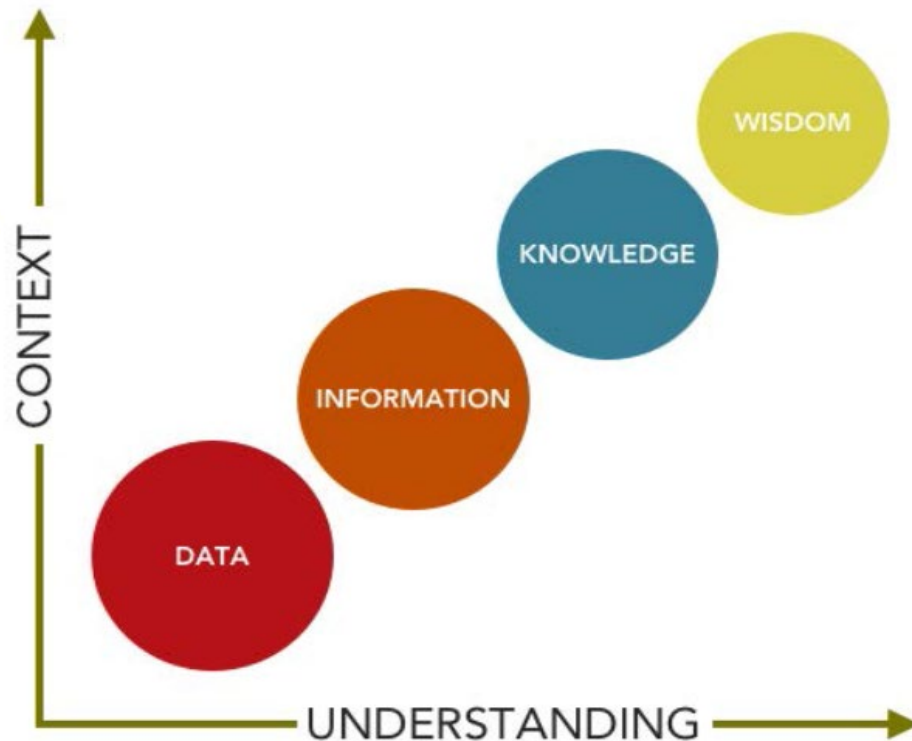 WISDOM
KNOWLEDGE
CONTEXT
INFORMATION
DATA
UNDERSTANDING